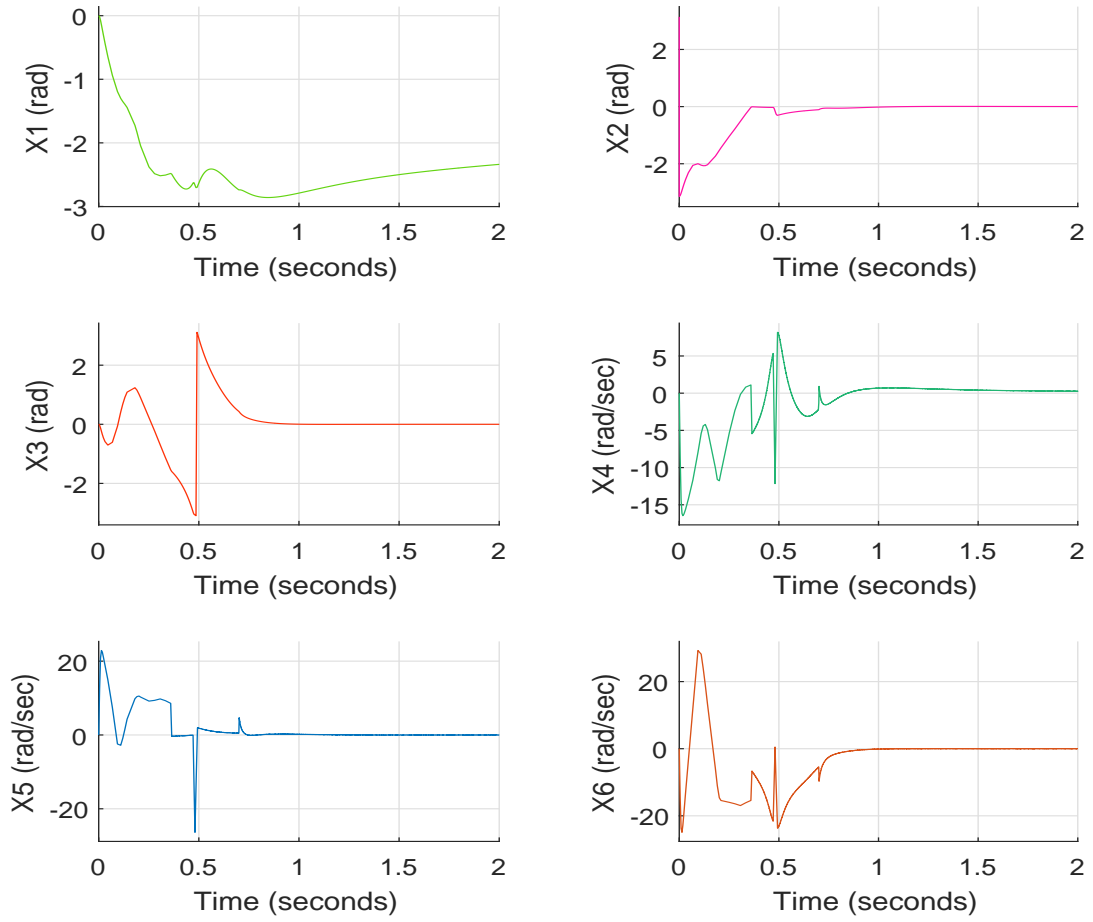 X1 (rad)
0
-1
-2
-3
0 0.5 1 1.5 2
Time (seconds)
X2 (rad)
2
0
-2
0 0.5 1 1.5 2
Time (seconds)
X3 (rad)
2
0
-2
0 0.5 1 1.5 2
Time (seconds)
X4 (rad/sec)
5
0
-5
-10
-15
0 0.5 1 1.5 2
Time (seconds)
X5 (rad/sec)
20
0
-20
0 0.5 1 1.5 2
Time (seconds)
X6 (rad/sec)
20
0
-20
0 0.5 1 1.5 2
Time (seconds)